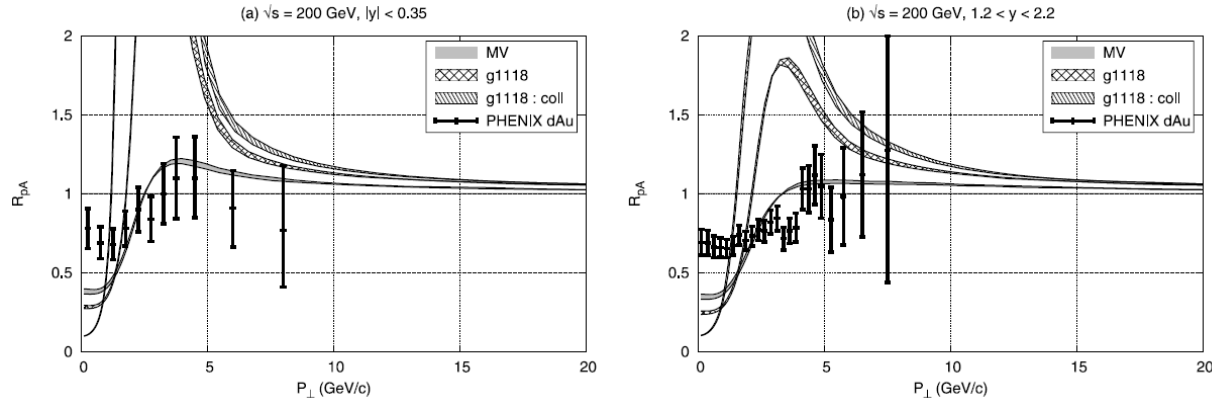 (a) √s = 200 GeV, |y| < 0.35
2
1.5
1
0.5
0
R_pA
0
5
10
15
20
P_⊥ (GeV/c)
MV
g1118
g1118 : coll
PHENIX dAu
(b) √s = 200 GeV, 1.2 < y < 2.2
2
1.5
1
0.5
0
R_pA
0
5
10
15
20
P_⊥ (GeV/c)
MV
g1118
g1118 : coll
PHENIX dAu